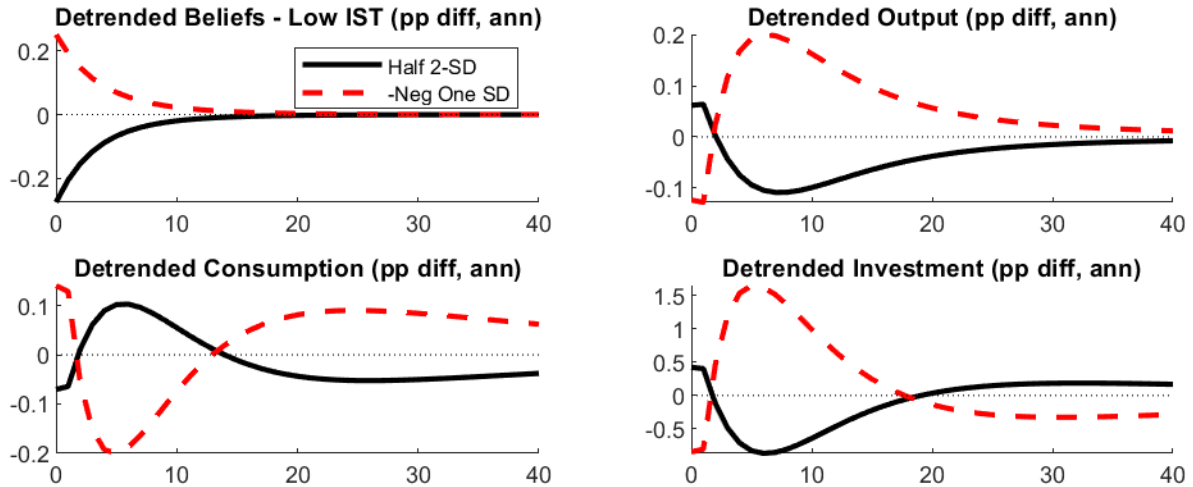 Detrended Beliefs - Low IST (pp diff, ann)
0.2
0
-0.2
0 10 20 30 40
Half 2-SD
-Neg One SD
Detrended Output (pp diff, ann)
0.2
0.1
0
-0.1
0 10 20 30 40
Detrended Consumption (pp diff, ann)
0.1
0
-0.1
-0.2
0 10 20 30 40
Detrended Investment (pp diff, ann)
1.5
1
0.5
0
-0.5
0 10 20 30 40